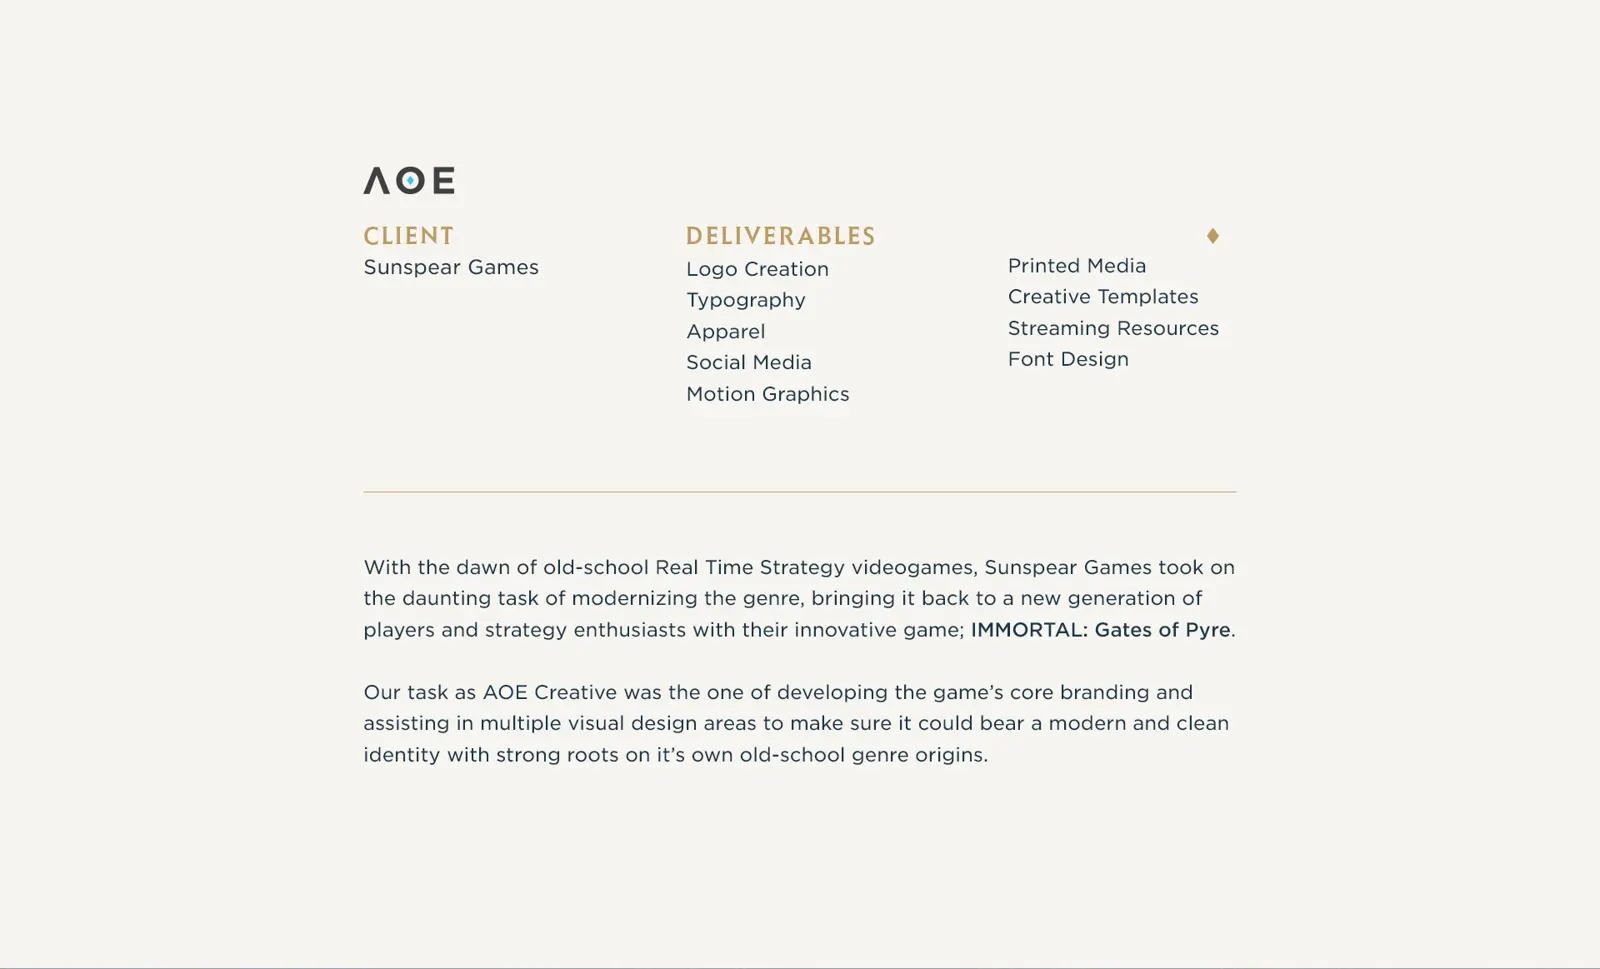 AOE
CLIENT
Sunspear Games
DELIVERABLES
Logo Creation
Typography
Apparel
Social Media
Motion Graphics
Printed Media
Creative Templates
Streaming Resources
Font Design
With the dawn of old-school Real Time Strategy videogames, Sunspear Games took on
the daunting task of modernizing the genre, bringing it back to a new generation of
players and strategy enthusiasts with their innovative game; IMMORTAL: Gates of Pyre.
Our task as AOE Creative was the one of developing the game’s core branding and
assisting in multiple visual design areas to make sure it could bear a modern and clean
identity with strong roots on it’s own old-school genre origins.